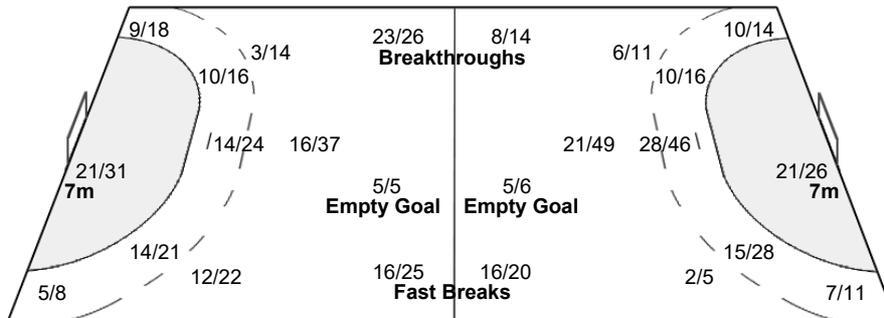 9/18 23/26 8/14 10/14
3/14 Breakthroughs 6/11
10/16 10/16
14/24 16/37 21/49 28/46
21/31 21/26
7m 5/5 5/6 7m
Empty Goal Empty Goal
14/21 15/28
12/22 16/25 16/20 2/5
5/8 Fast Breaks 7/11